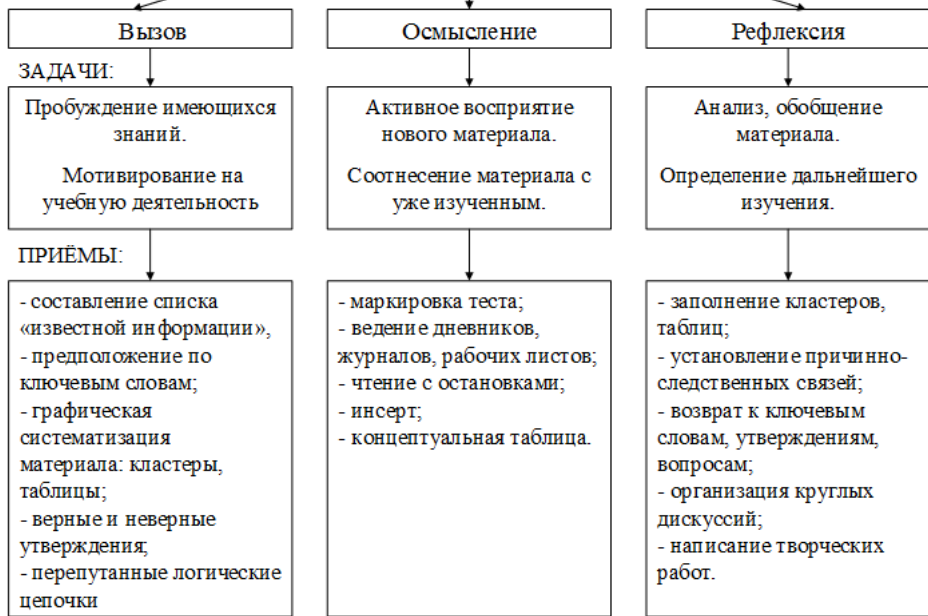 Вызов
Осмысление
Рефлексия
ЗАДАЧИ:
Пробуждение имеющихся
знаний.
Мотивирование на
учебную деятельность
Активное восприятие
нового материала.
Соотнесение материала с
уже изученным.
Анализ, обобщение
материала.
Определение дальнейшего
изучения.
ПРИЁМЫ:
- составление списка
«известной информации»,
- предположение по
ключевым словам;
- графическая
систематизация
материала: кластеры,
таблицы;
- верные и неверные
утверждения;
- перепутанные логические
цепочки
- маркировка теста;
- ведение дневников,
журналов, рабочих листов;
- чтение с остановками;
- инсерт;
- концептуальная таблица.
- заполнение кластеров,
таблиц;
- установление причинно-
следственных связей;
- возврат к ключевым
словам, утверждениям,
вопросам;
- организация круглых
дискуссий;
- написание творческих
работ.